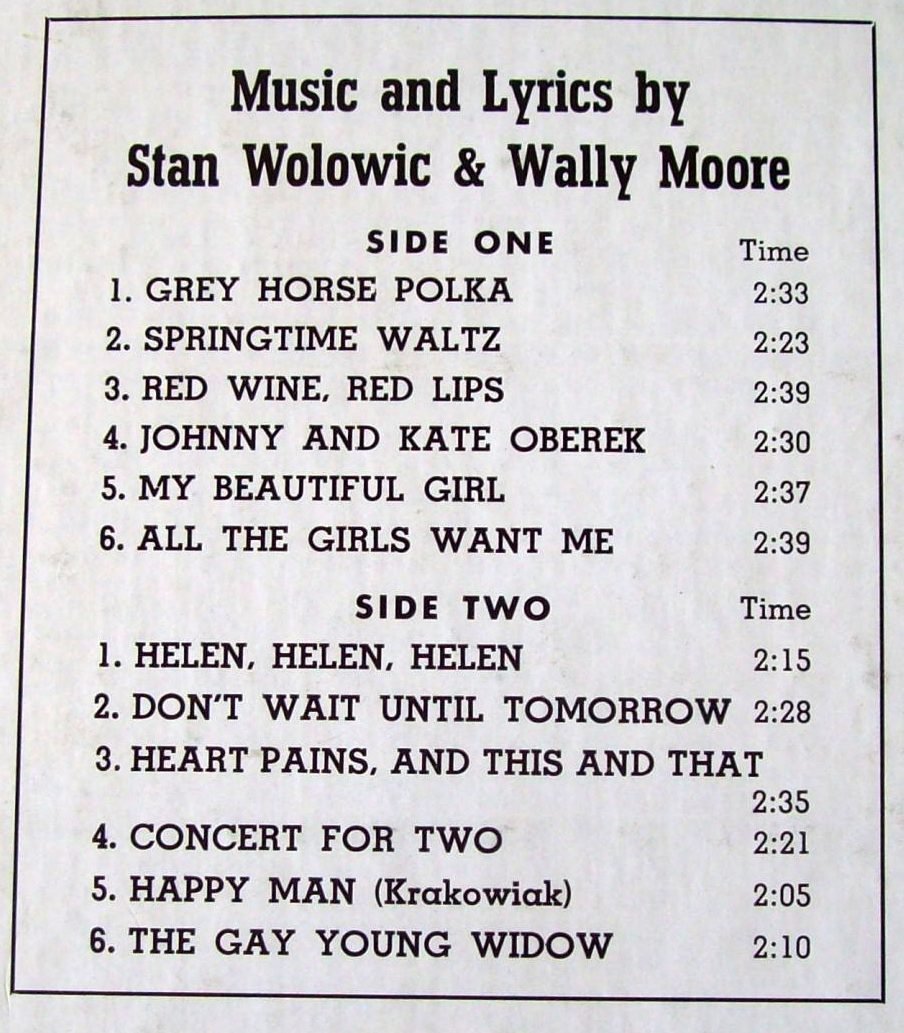 Music and Lyrics by
Stan Wolowic & Wally Moore
SIDE ONE Time
1. GREY HORSE POLKA 2:33
2. SPRINGTIME WALTZ 2:23
3. RED WINE, RED LIPS 2:39
4. JOHNNY AND KATE OBEREK 2:30
5. MY BEAUTIFUL GIRL 2:37
6. ALL THE GIRLS WANT ME 2:39
SIDE TWO Time
1. HELEN, HELEN, HELEN 2:15
2. DON'T WAIT UNTIL TOMORROW 2:28
3. HEART PAINS, AND THIS AND THAT
2:35
4. CONCERT FOR TWO 2:21
5. HAPPY MAN (Krakowiak) 2:05
6. THE GAY YOUNG WIDOW 2:10